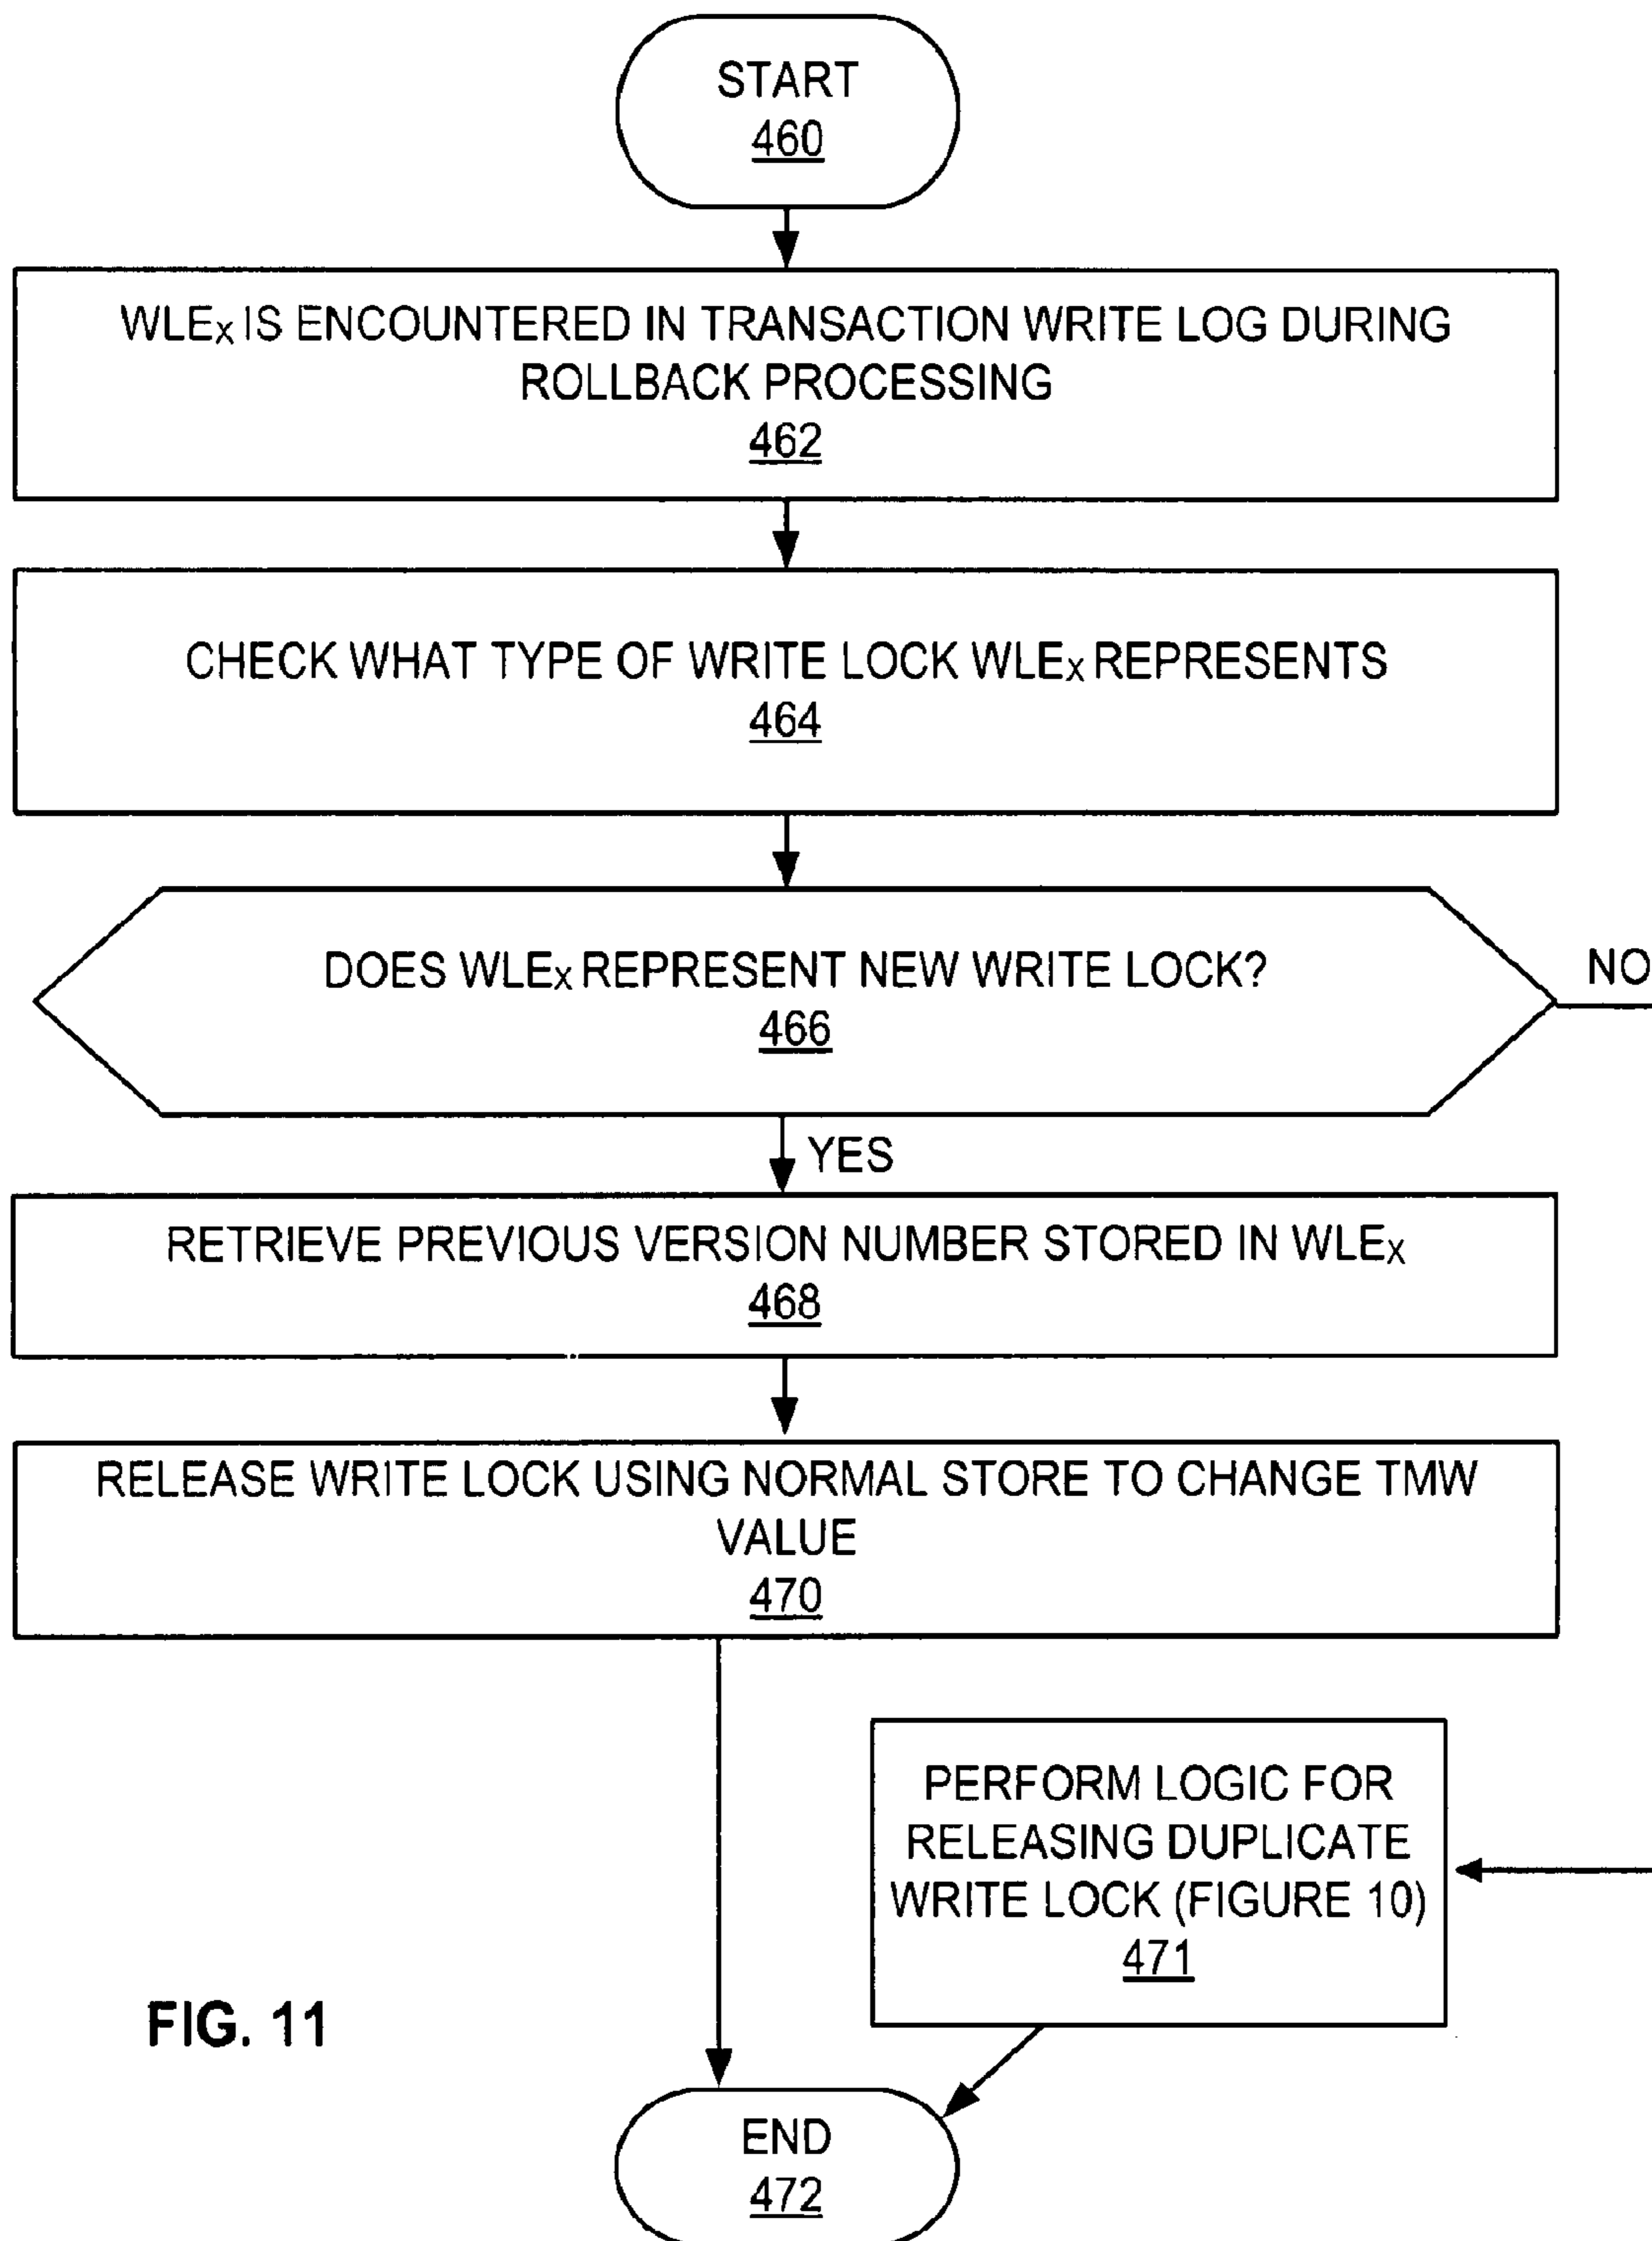 START
460
WLEX IS ENCOUNTERED IN TRANSACTION WRITE LOG DURING
ROLLBACK PROCESSING
462
CHECK WHAT TYPE OF WRITE LOCK WLEX REPRESENTS
464
DOES WLEX REPRESENT NEW WRITE LOCK?
466
NO
YES
RETRIEVE PREVIOUS VERSION NUMBER STORED IN WLEX
468
RELEASE WRITE LOCK USING NORMAL STORE TO CHANGE TMW
VALUE
470
PERFORM LOGIC FOR
RELEASING DUPLICATE
WRITE LOCK (FIGURE 10)
471
FIG. 11
END
472